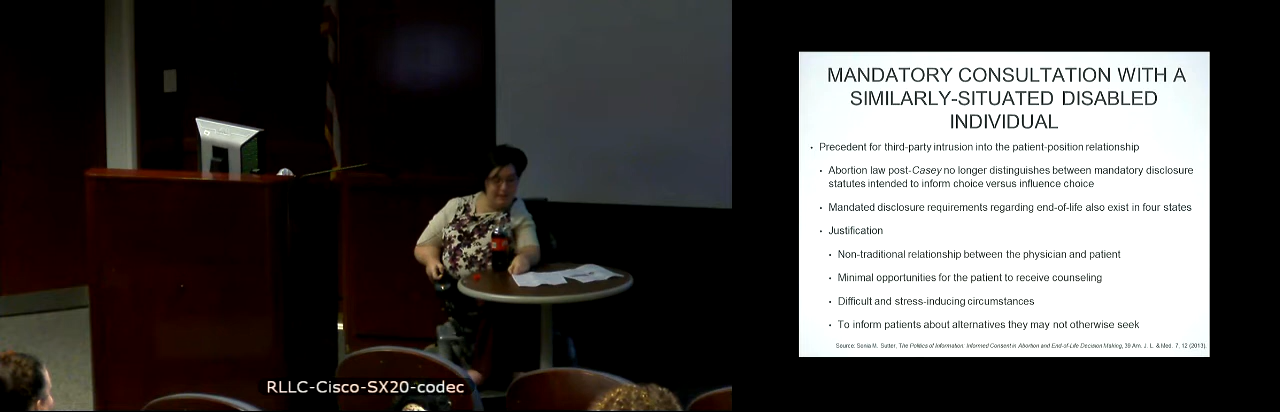 MANDATORY CONSULTATION WITH A
SIMILARLY-SITUATED DISABLED
INDIVIDUAL
• Precedent for third-party intrusion into the patient-position relationship
• Abortion law post-Casey no longer distinguishes between mandatory disclosure
statutes intended to inform choice versus influence choice
• Mandated disclosure requirements regarding end-of-life also exist in four states
• Justification
• Non-traditional relationship between the physician and patient
• Minimal opportunities for the patient to receive counseling
• Difficult and stress-inducing circumstances
• To inform patients about alternatives they may not otherwise seek
Source: Sonia M. Suter, The Politics of Information: Informed Consent in Abortion and End-of-Life Decision Making, 39 Am. J. L. & Med. 7, 12 (2013).
RLLC-Cisco-SX20-codec